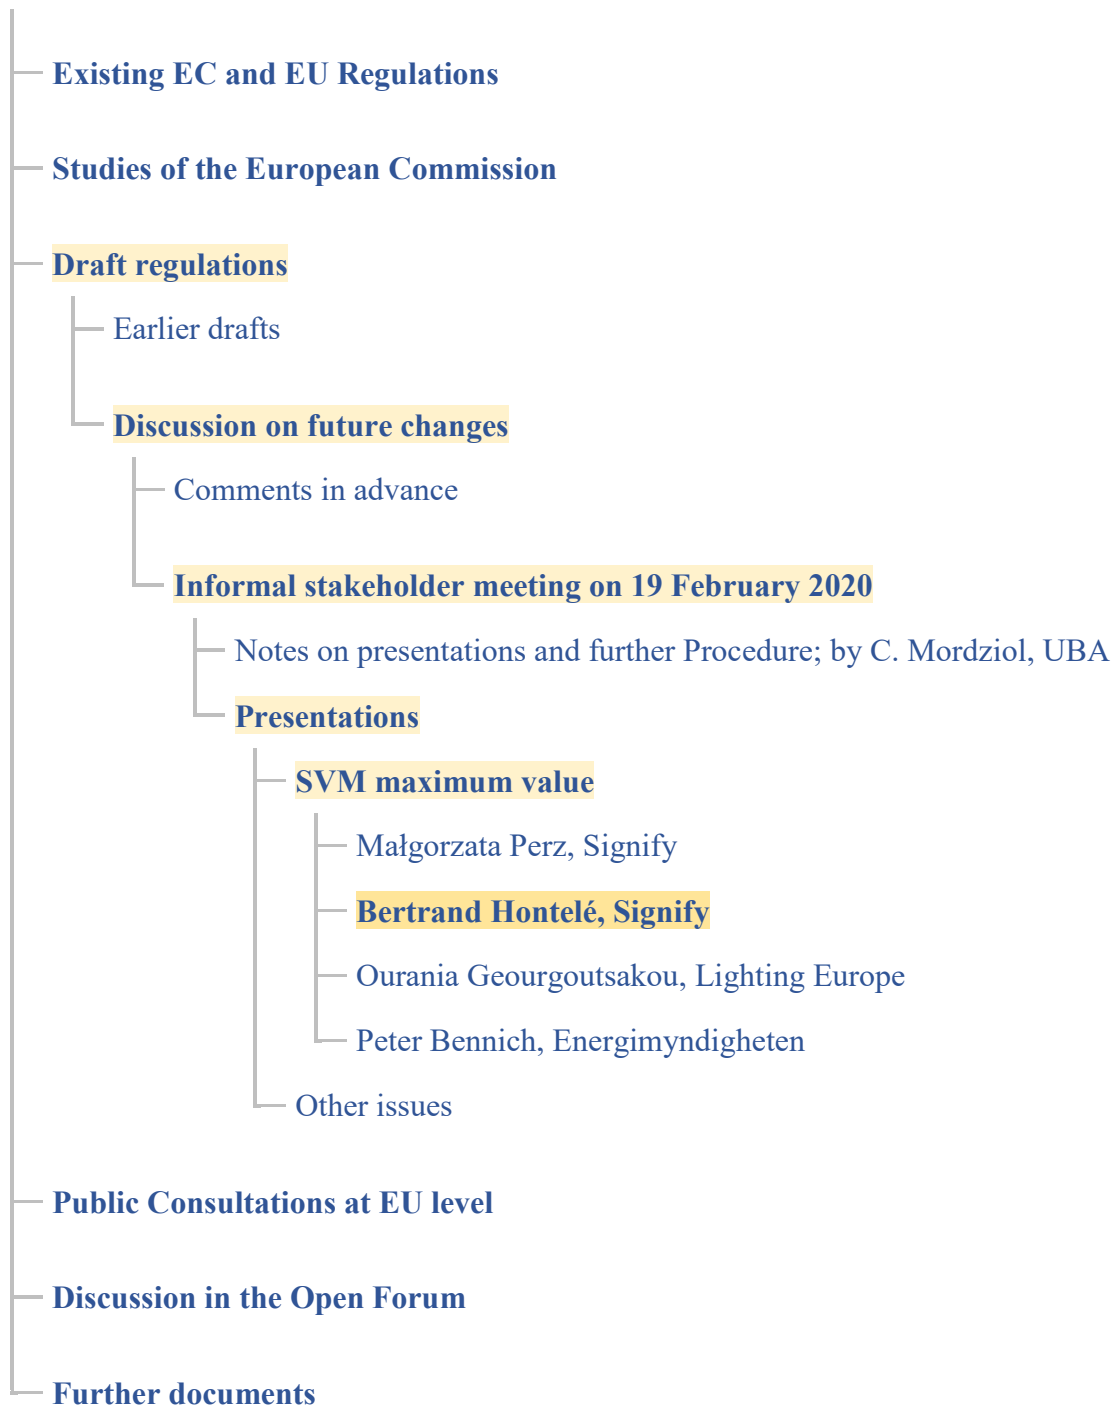 Existing EC and EU Regulations
Studies of the European Commission
Draft regulations
Earlier drafts
Discussion on future changes
Comments in advance
Informal stakeholder meeting on 19 February 2020
Notes on presentations and further Procedure; by C. Mordziol, UBA
Presentations
SVM maximum value
Małgorzata Perz, Signify
Bertrand Hontelé, Signify
Ourania Geourgoutsakou, Lighting Europe
Peter Bennich, Energimyndigheten
Other issues
Public Consultations at EU level
Discussion in the Open Forum
Further documents